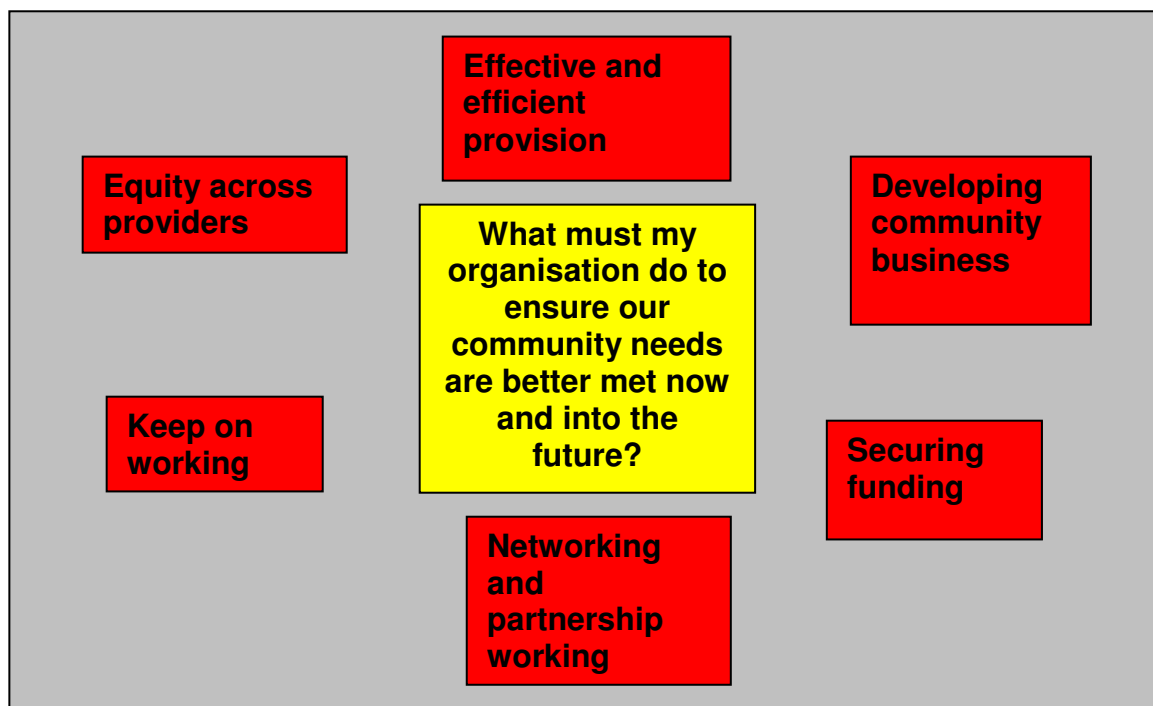 Effective and
efficient
provision
Equity across
providers
Developing
community
business
What must my
organisation do to
ensure our
community needs
are better met now
and into the
future?
Keep on
working
Securing
funding
Networking
and
partnership
working